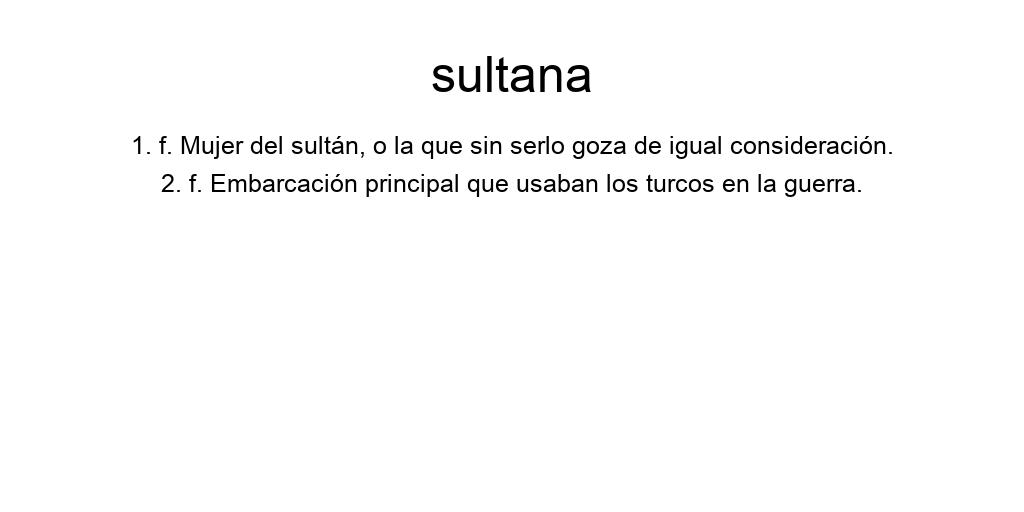 sultana
1. f. Mujer del sultán, o la que sin serlo goza de igual consideración.
2. f. Embarcación principal que usaban los turcos en la guerra.